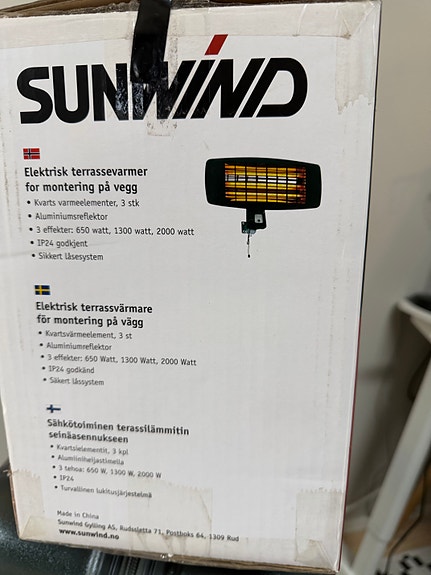 SUNWIND
Elektrisk terrassevarmer
for montering på vegg
• Kvarts varmeelementer, 3 stk
• Aluminiumsreflektor
• 3 effekter: 650 watt, 1300 watt, 2000 watt
• IP24 godkjent
• Sikkert låsesystem
Elektrisk terrassvärmare
för montering på vägg
• Kvartsvärmeelement, 3 st
• Aluminiumreflektor
• 3 effekter: 650 Watt, 1300 Watt, 2000 Watt
• IP24 godkänd
• Säkert låssystem
Sähkötoiminen terassilämmitin
seinäasennukseen
• Kvartsielementit, 3 kpl
• Alumiiniheijastimella
• 3 tehoa: 650 W, 1300 W, 2000 W
• IP24
• Turvallinen lukitusjärjestelmä
Made in China
Sunwind Gylling AS, Rudssletta 71, Postboks 64, 1309 Rud
www.sunwind.no